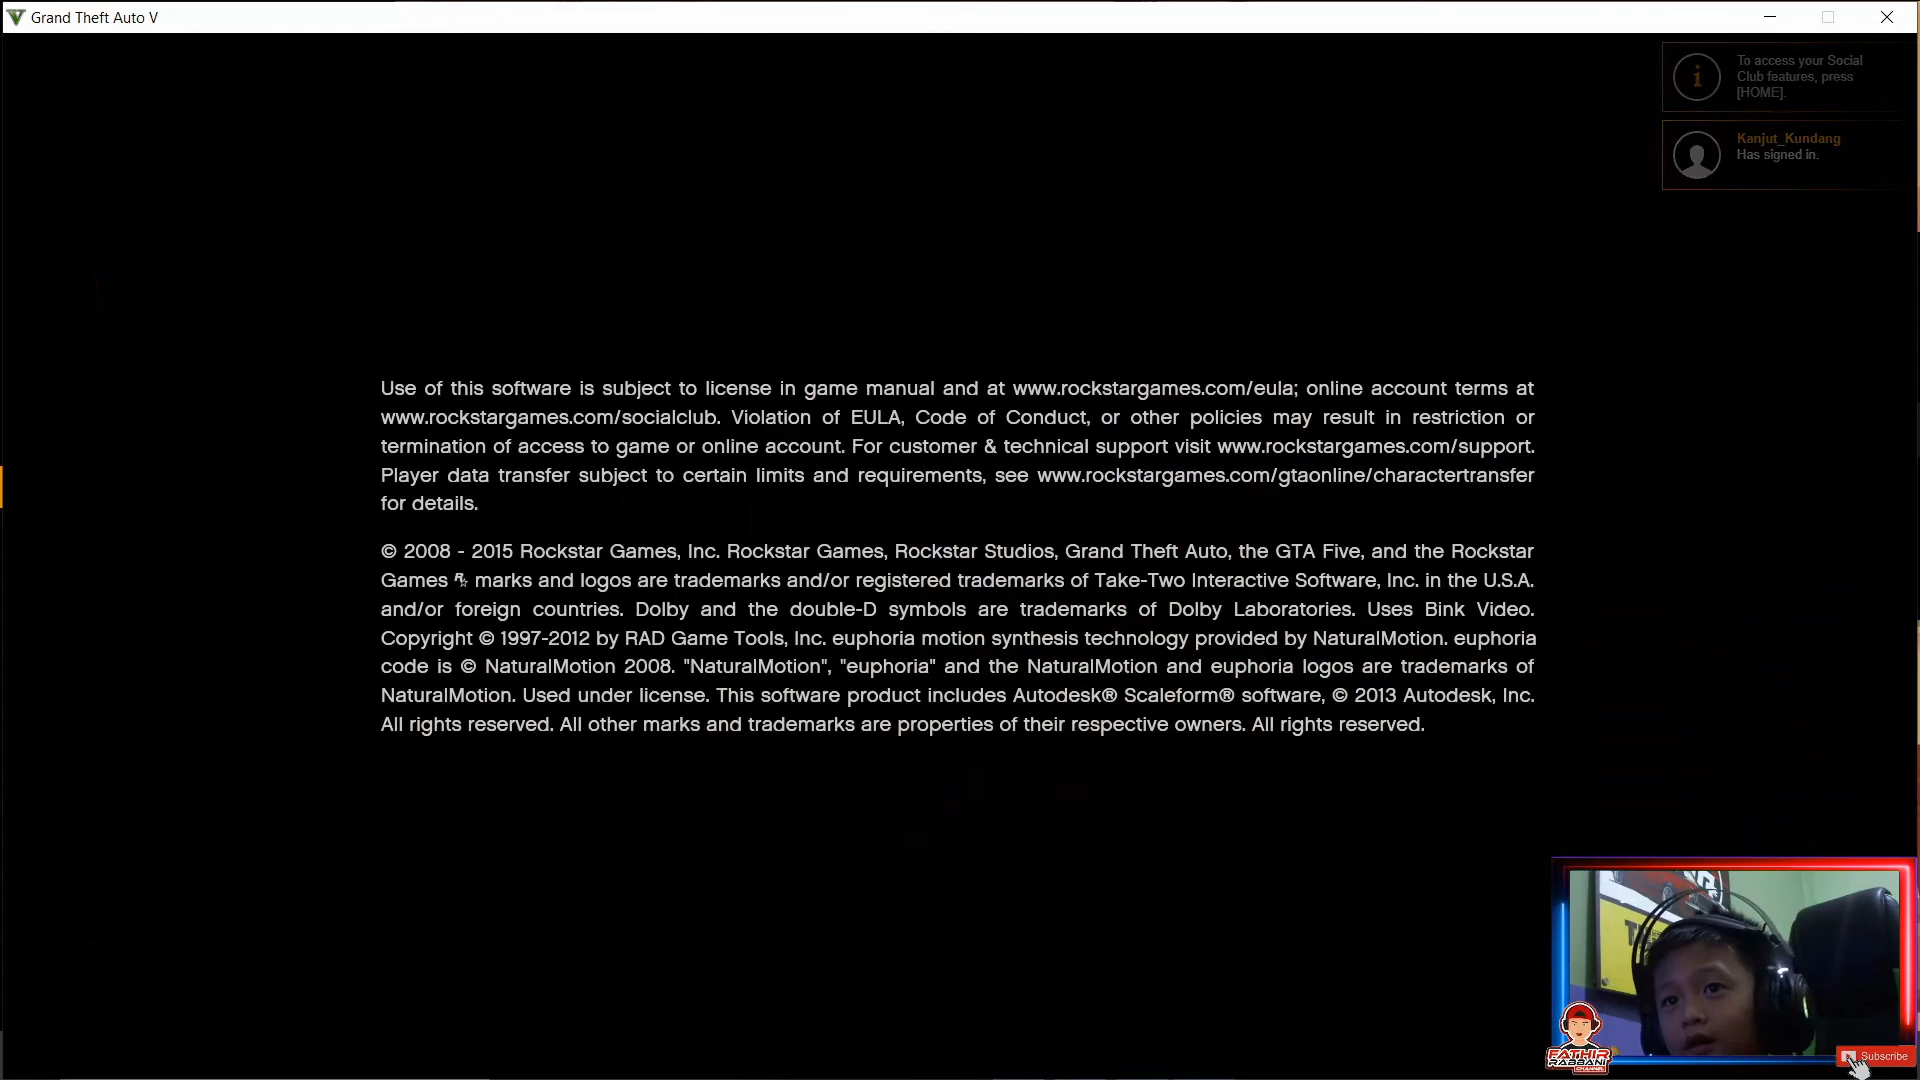 Grand Theft Auto V
To access your Social
Club features, press
[HOME].
Kanjut_Kundang
Has signed in.
Use of this software is subject to license in game manual and at www.rockstargames.com/eula; online account terms at
www.rockstargames.com/socialclub. Violation of EULA, Code of Conduct, or other policies may result in restriction or
termination of access to game or online account. For customer & technical support visit www.rockstargames.com/support.
Player data transfer subject to certain limits and requirements, see www.rockstargames.com/gtaonline/charactertransfer
for details.
© 2008 - 2015 Rockstar Games, Inc. Rockstar Games, Rockstar Studios, Grand Theft Auto, the GTA Five, and the Rockstar
Games marks and logos are trademarks and/or registered trademarks of Take-Two Interactive Software, Inc. in the U.S.A.
and/or foreign countries. Dolby and the double-D symbols are trademarks of Dolby Laboratories. Uses Bink Video.
Copyright © 1997-2012 by RAD Game Tools, Inc. euphoria motion synthesis technology provided by NaturalMotion. euphoria
code is © NaturalMotion 2008. "NaturalMotion", "euphoria" and the NaturalMotion and euphoria logos are trademarks of
NaturalMotion. Used under license. This software product includes Autodesk® Scaleform® software, © 2013 Autodesk, Inc.
All rights reserved. All other marks and trademarks are properties of their respective owners. All rights reserved.
FATHIR
RABBANI
CHANNEL
Subscribe